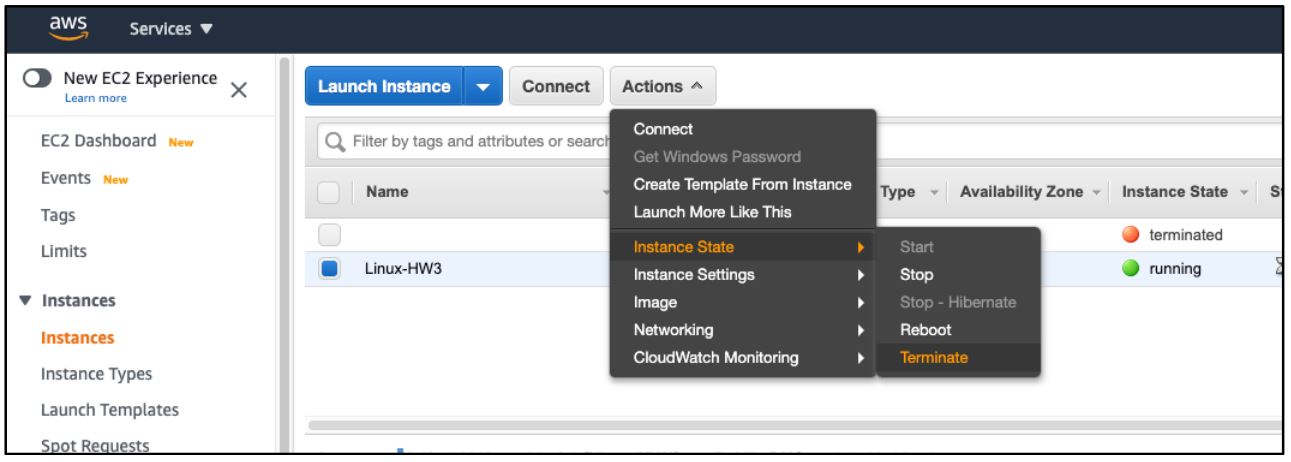 aws Services
New EC2 Experience
Learn more
EC2 Dashboard New
Events New
Tags
Limits
Instances
Instances
Instance Types
Launch Templates
Spot Requests
Launch Instance Connect Actions
Filter by tags and attributes or search
Name Type Availability Zone Instance State
terminated
Linux-HW3 running
Connect
Get Windows Password
Create Template From Instance
Launch More Like This
Instance State
Instance Settings
Image
Networking
CloudWatch Monitoring
Start
Stop
Stop - Hibernate
Reboot
Terminate